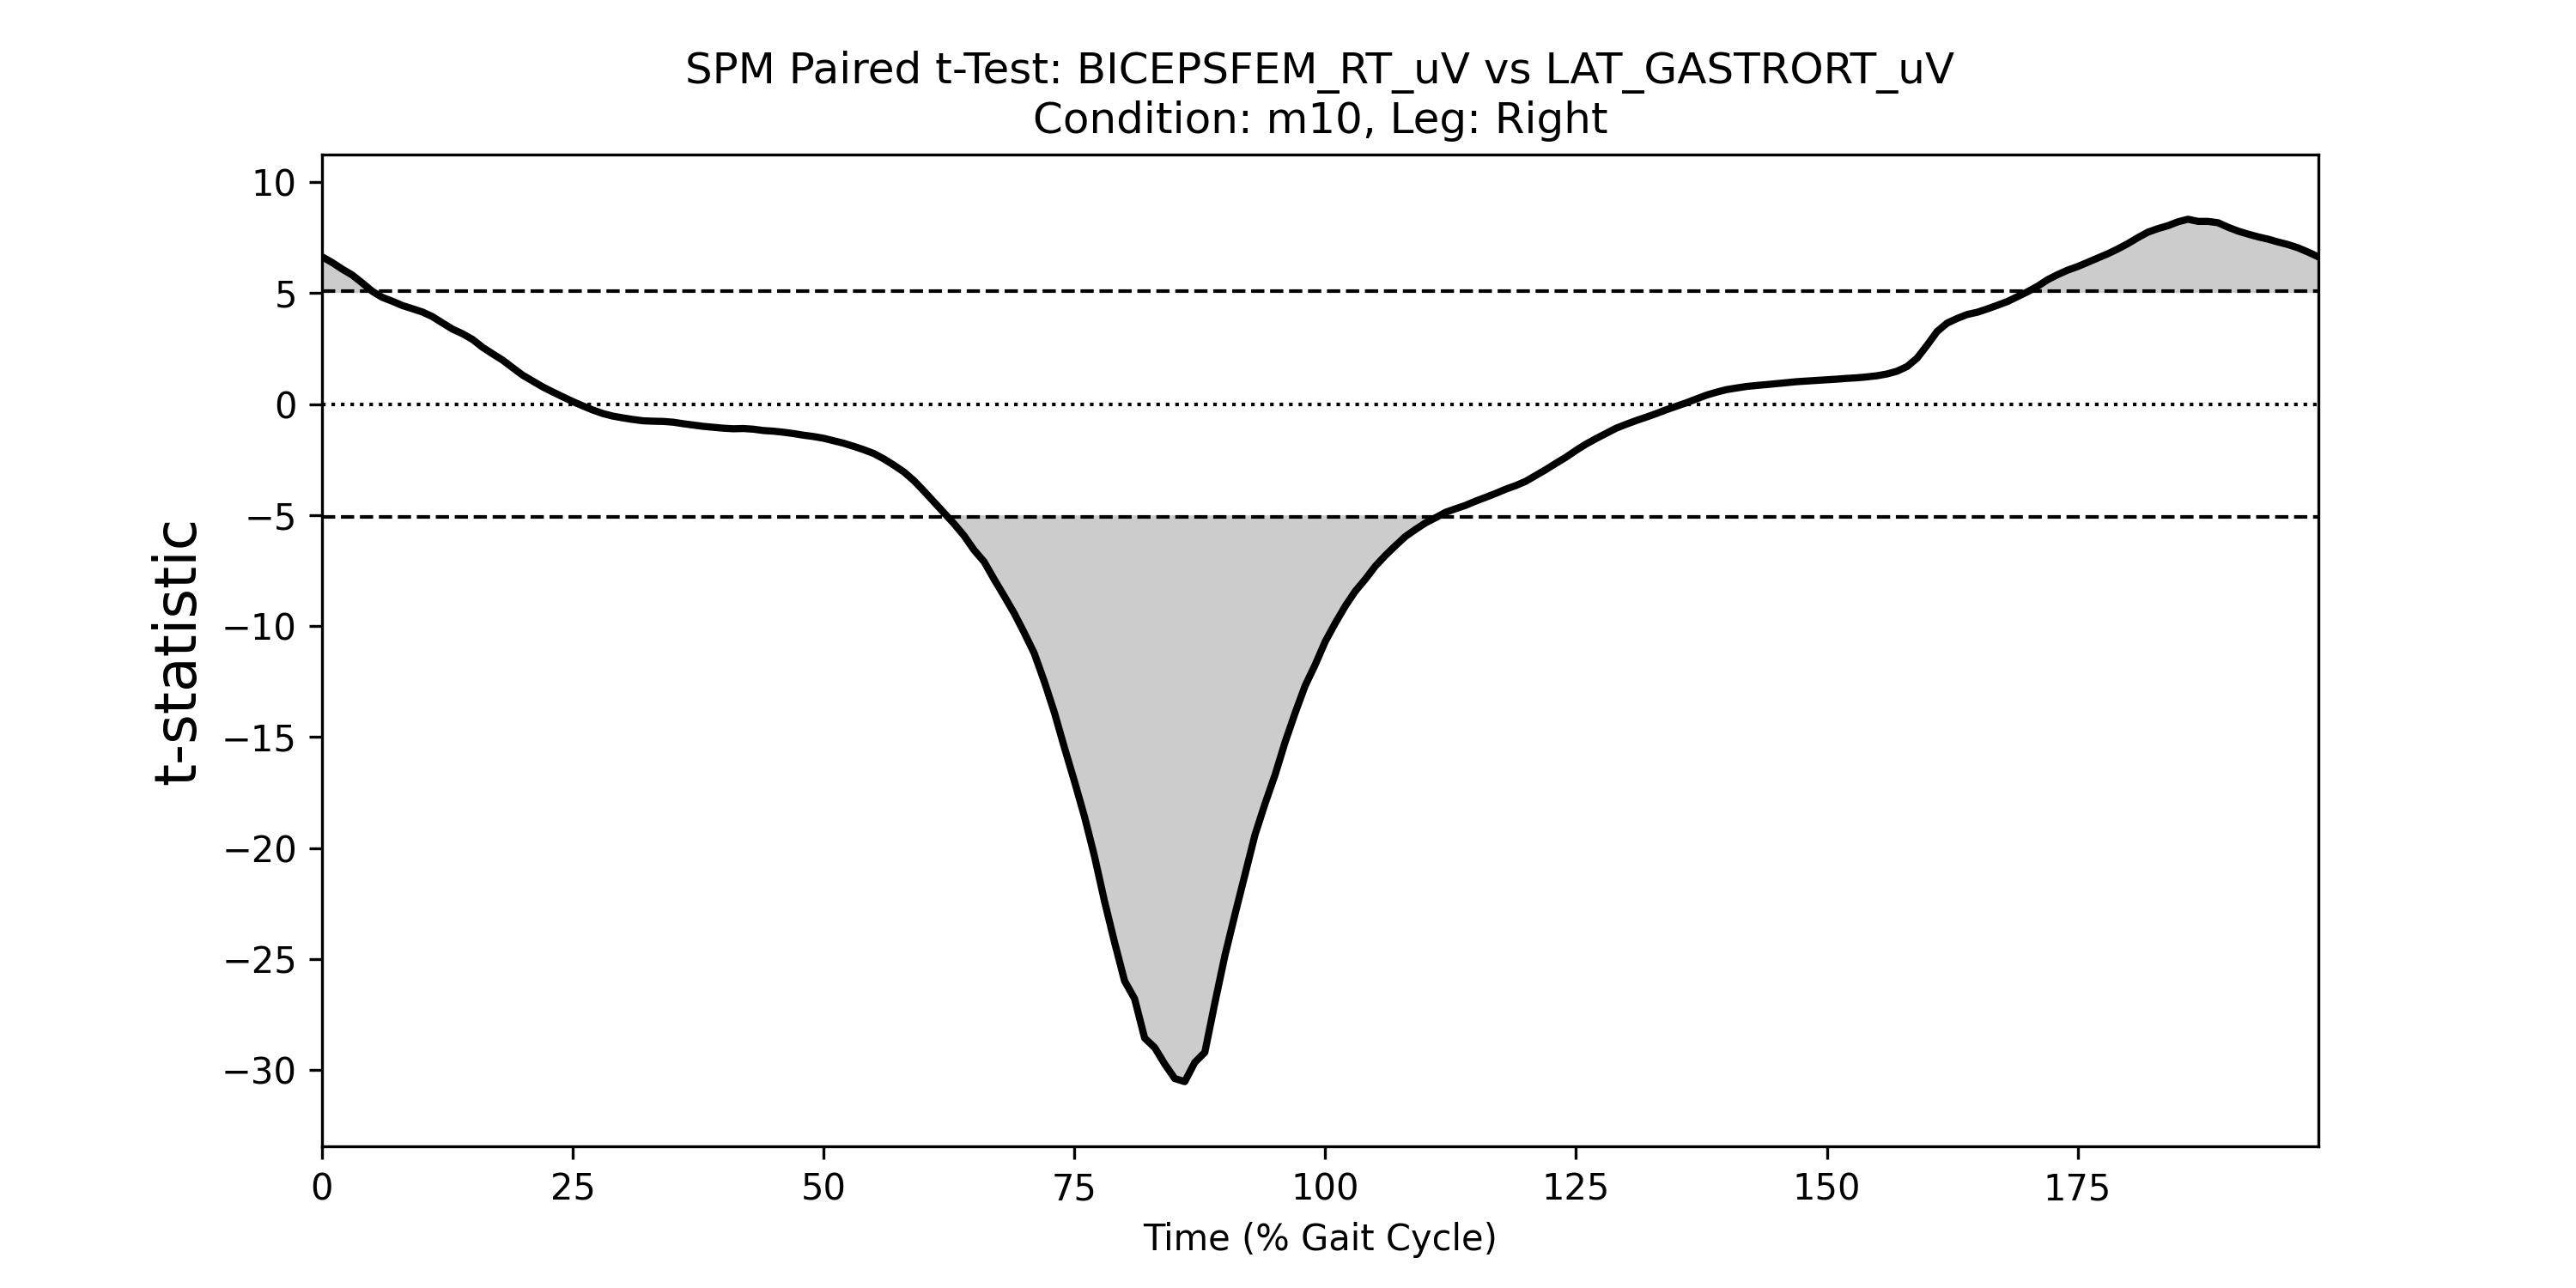 SPM Paired t-Test: BICEPSFEM_RT_uV vs LAT_GASTRORT_uV
Condition: m10, Leg: Right
t-statistic
10
5
0
−5
−10
−15
−20
−25
−30
0 25 50 75 100 125 150 175
Time (% Gait Cycle)